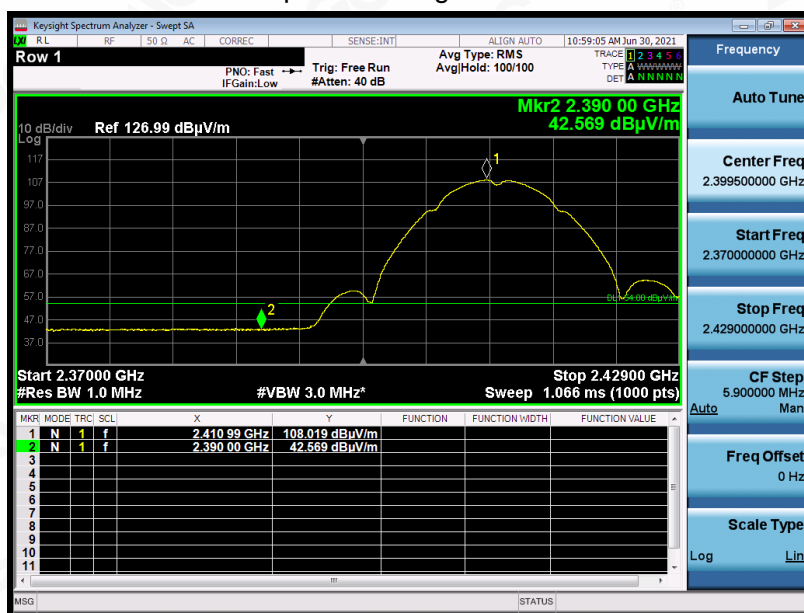 Keysight Spectrum Analyzer - Swept SA
LXI RL RF 50 Ω AC CORREC SENSE:INT ALIGN AUTO 10:59:05 AM Jun 30, 2021
Row 1
PNO: Fast
IFGain:Low
Trig: Free Run
#Atten: 40 dB
Avg Type: RMS
Avg|Hold: 100/100
TRACE 1 2 3 4 5 6
TYPE A WWWWW
DET A N N N N N
Mkr2 2.390 00 GHz
42.569 dBµV/m
10 dB/div Ref 126.99 dBµV/m
Log
117
107
97.0
87.0
77.0
67.0
57.0
47.0
37.0
1
2
DL1 54.00 dBµV/m
Start 2.37000 GHz Stop 2.42900 GHz
#Res BW 1.0 MHz #VBW 3.0 MHz* Sweep 1.066 ms (1000 pts)
MKR MODE TRC SCL X Y FUNCTION FUNCTION WIDTH FUNCTION VALUE
1 N 1 f 2.410 99 GHz 108.019 dBµV/m
2 N 1 f 2.390 00 GHz 42.569 dBµV/m
3
4
5
6
7
8
9
10
11
MSG STATUS
Frequency
Auto Tune
Center Freq
2.399500000 GHz
Start Freq
2.370000000 GHz
Stop Freq
2.429000000 GHz
CF Step
5.900000 MHz
Auto Man
Freq Offset
0 Hz
Scale Type
Log Lin